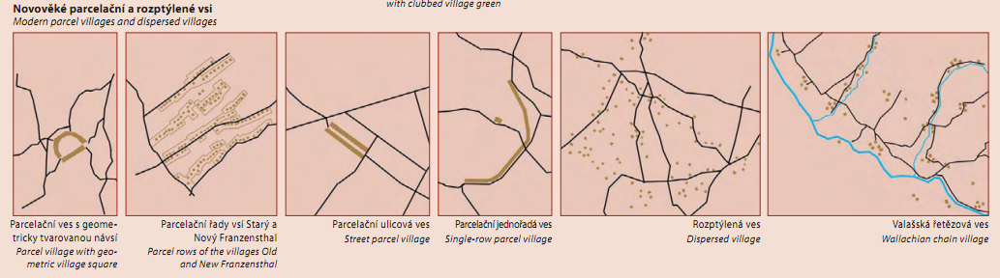 with clubbed village green
Novověké parcelační a rozptýlené vsi
Modern parcel villages and dispersed villages
Parcelační ves s geome-
tricky tvarovanou návsí
Parcel village with geo-
metric village square
Parcelační řady vsí Starý a
Nový Franzensthal
Parcel rows of the villages Old
and New Franzensthal
Parcelační ulicová ves
Street parcel village
Parcelační jednořadá ves
Single-row parcel village
Rozptýlená ves
Dispersed village
Valašská řetězová ves
Wallachian chain village